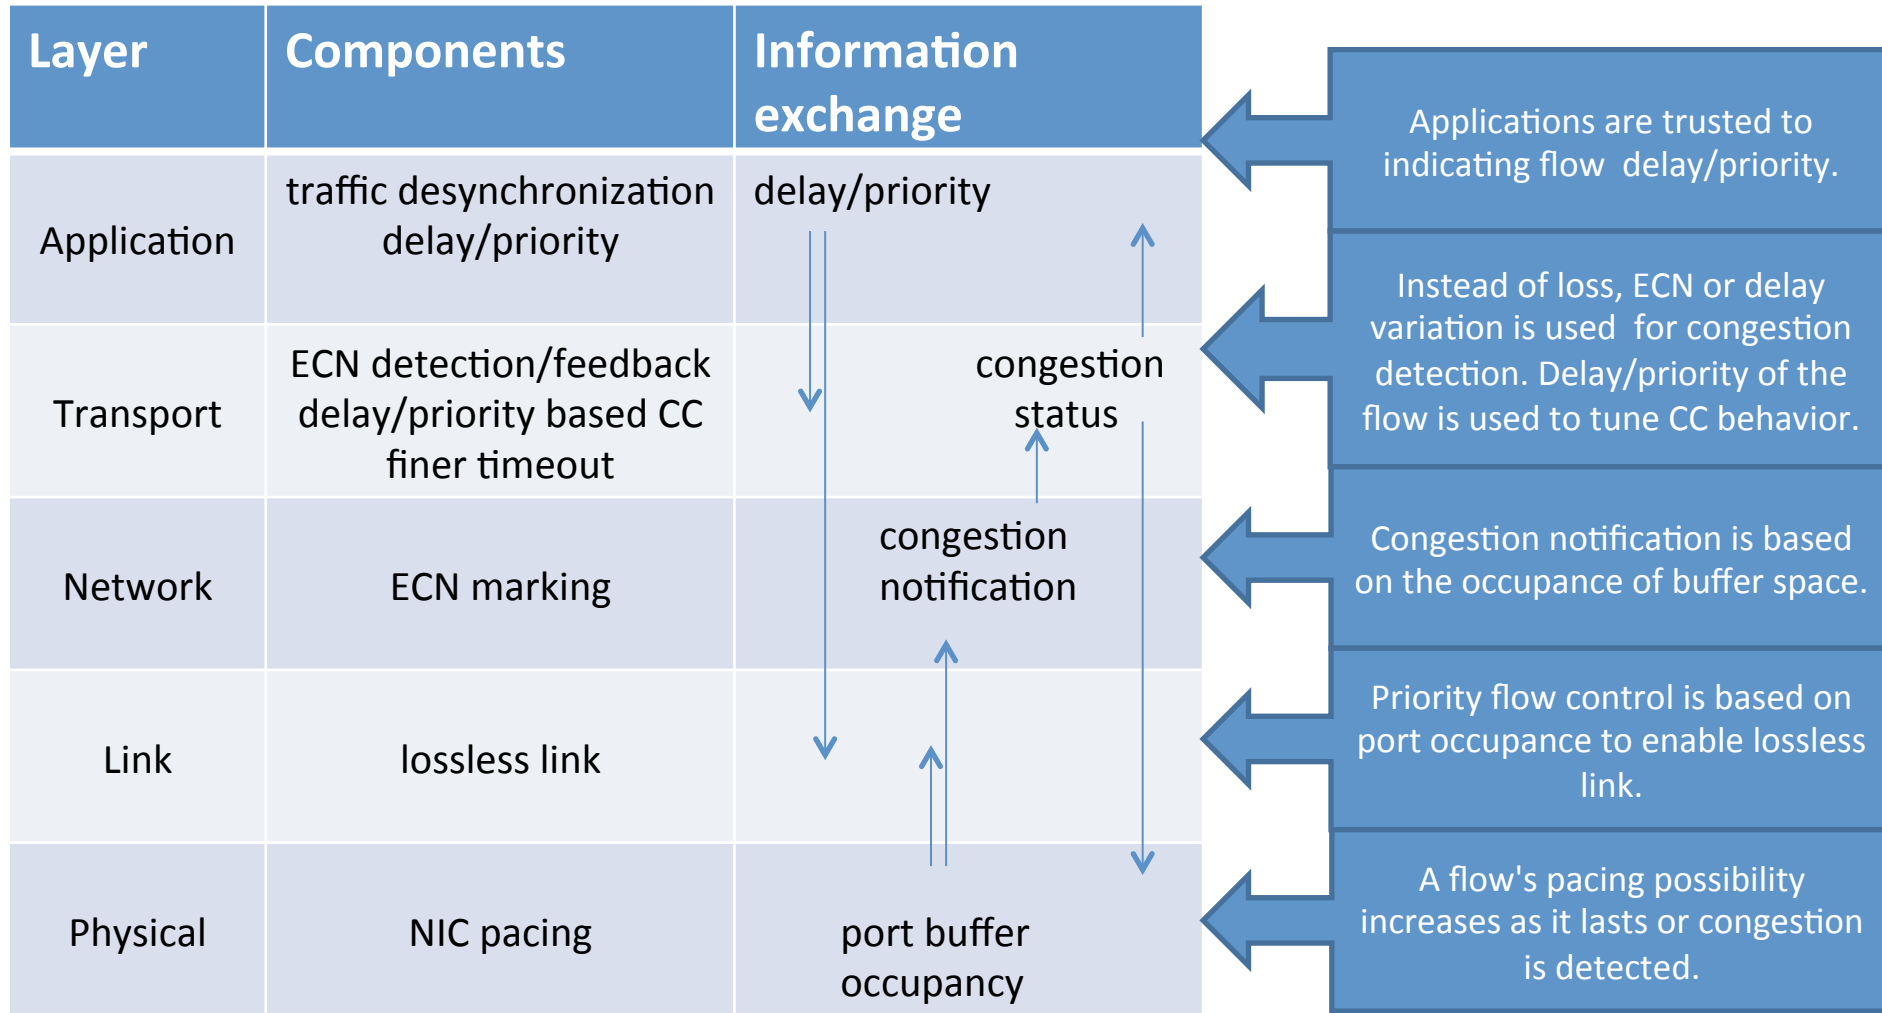 Layer
Components
Information
exchange
Application
traffic desynchronization
delay/priority
delay/priority
Transport
ECN detection/feedback
delay/priority based CC
finer timeout
congestion
status
Network
ECN marking
congestion
notification
Link
lossless link
Physical
NIC pacing
port buffer
occupancy
Applications are trusted to
indicating flow delay/priority.
Instead of loss, ECN or delay
variation is used for congestion
detection. Delay/priority of the
flow is used to tune CC behavior.
Congestion notification is based
on the occupance of buffer space.
Priority flow control is based on
port occupance to enable lossless
link.
A flow's pacing possibility
increases as it lasts or congestion
is detected.